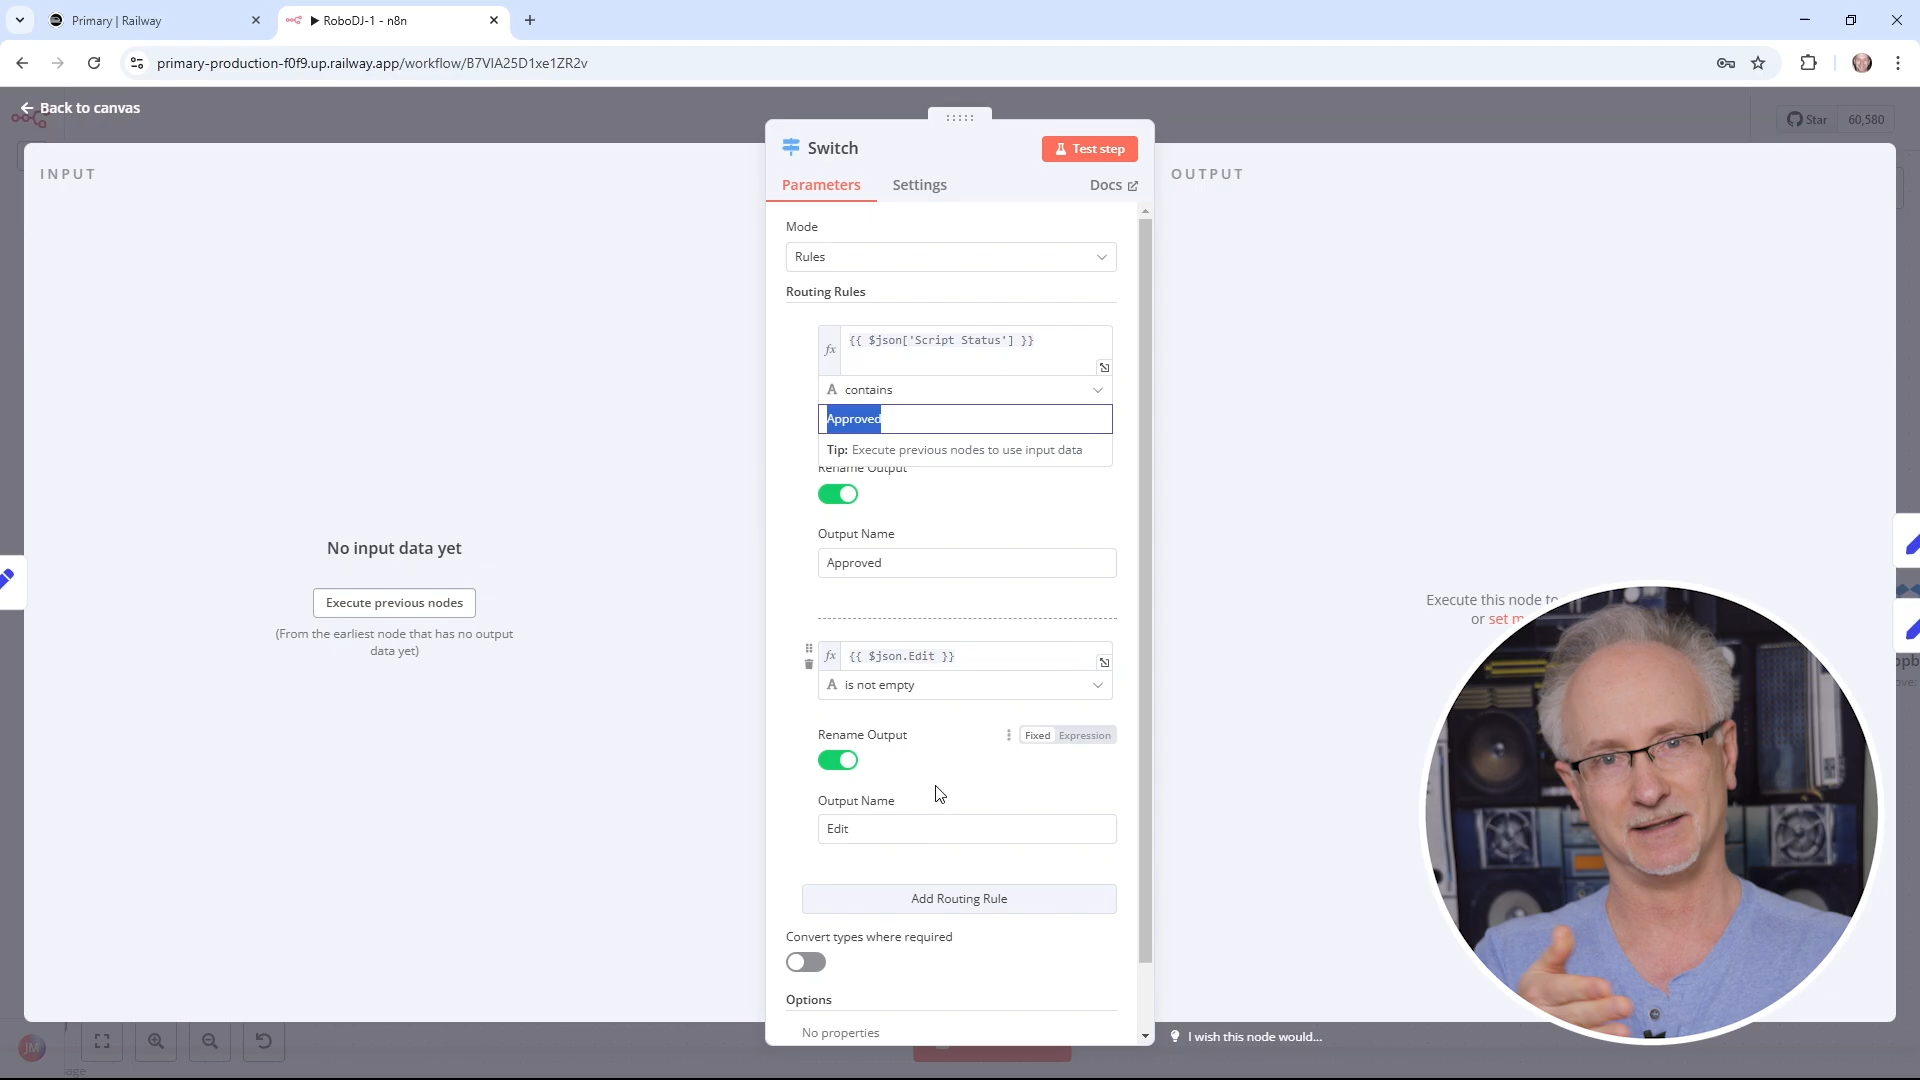 Primary | Railway
▶ RoboDJ-1 - n8n
primary-production-f0f9.up.railway.app/workflow/B7VIA25D1xe1ZR2v
Back to canvas
Star 60,580
INPUT
Switch
Test step
OUTPUT
Parameters
Settings
Docs
Mode
Rules
Routing Rules
fx {{ $json['Script Status'] }}
A contains
Approved
Tip: Execute previous nodes to use input data
Rename Output
Output Name
Approved
No input data yet
Execute previous nodes
(From the earliest node that has no output
data yet)
Execute this node to
or set m
fx {{ $json.Edit }}
A is not empty
Rename Output
Fixed Expression
Output Name
Edit
Add Routing Rule
Convert types where required
Options
No properties
I wish this node would...
JM